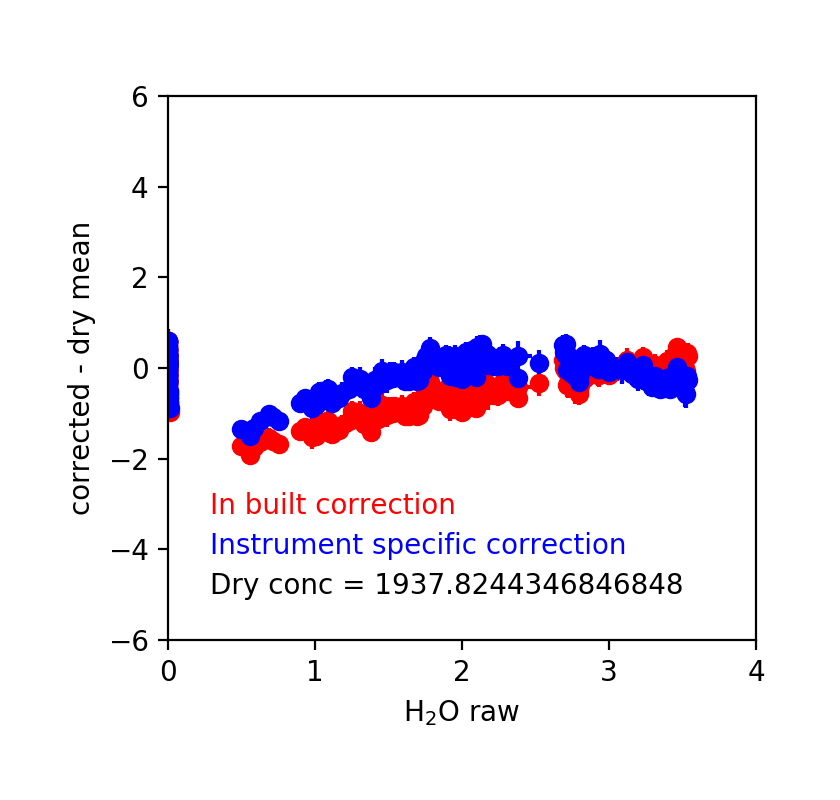 6
4
2
0
−2
−4
−6
corrected - dry mean
In built correction
Instrument specific correction
Dry conc = 1937.8244346846848
0 1 2 3 4
H₂O raw